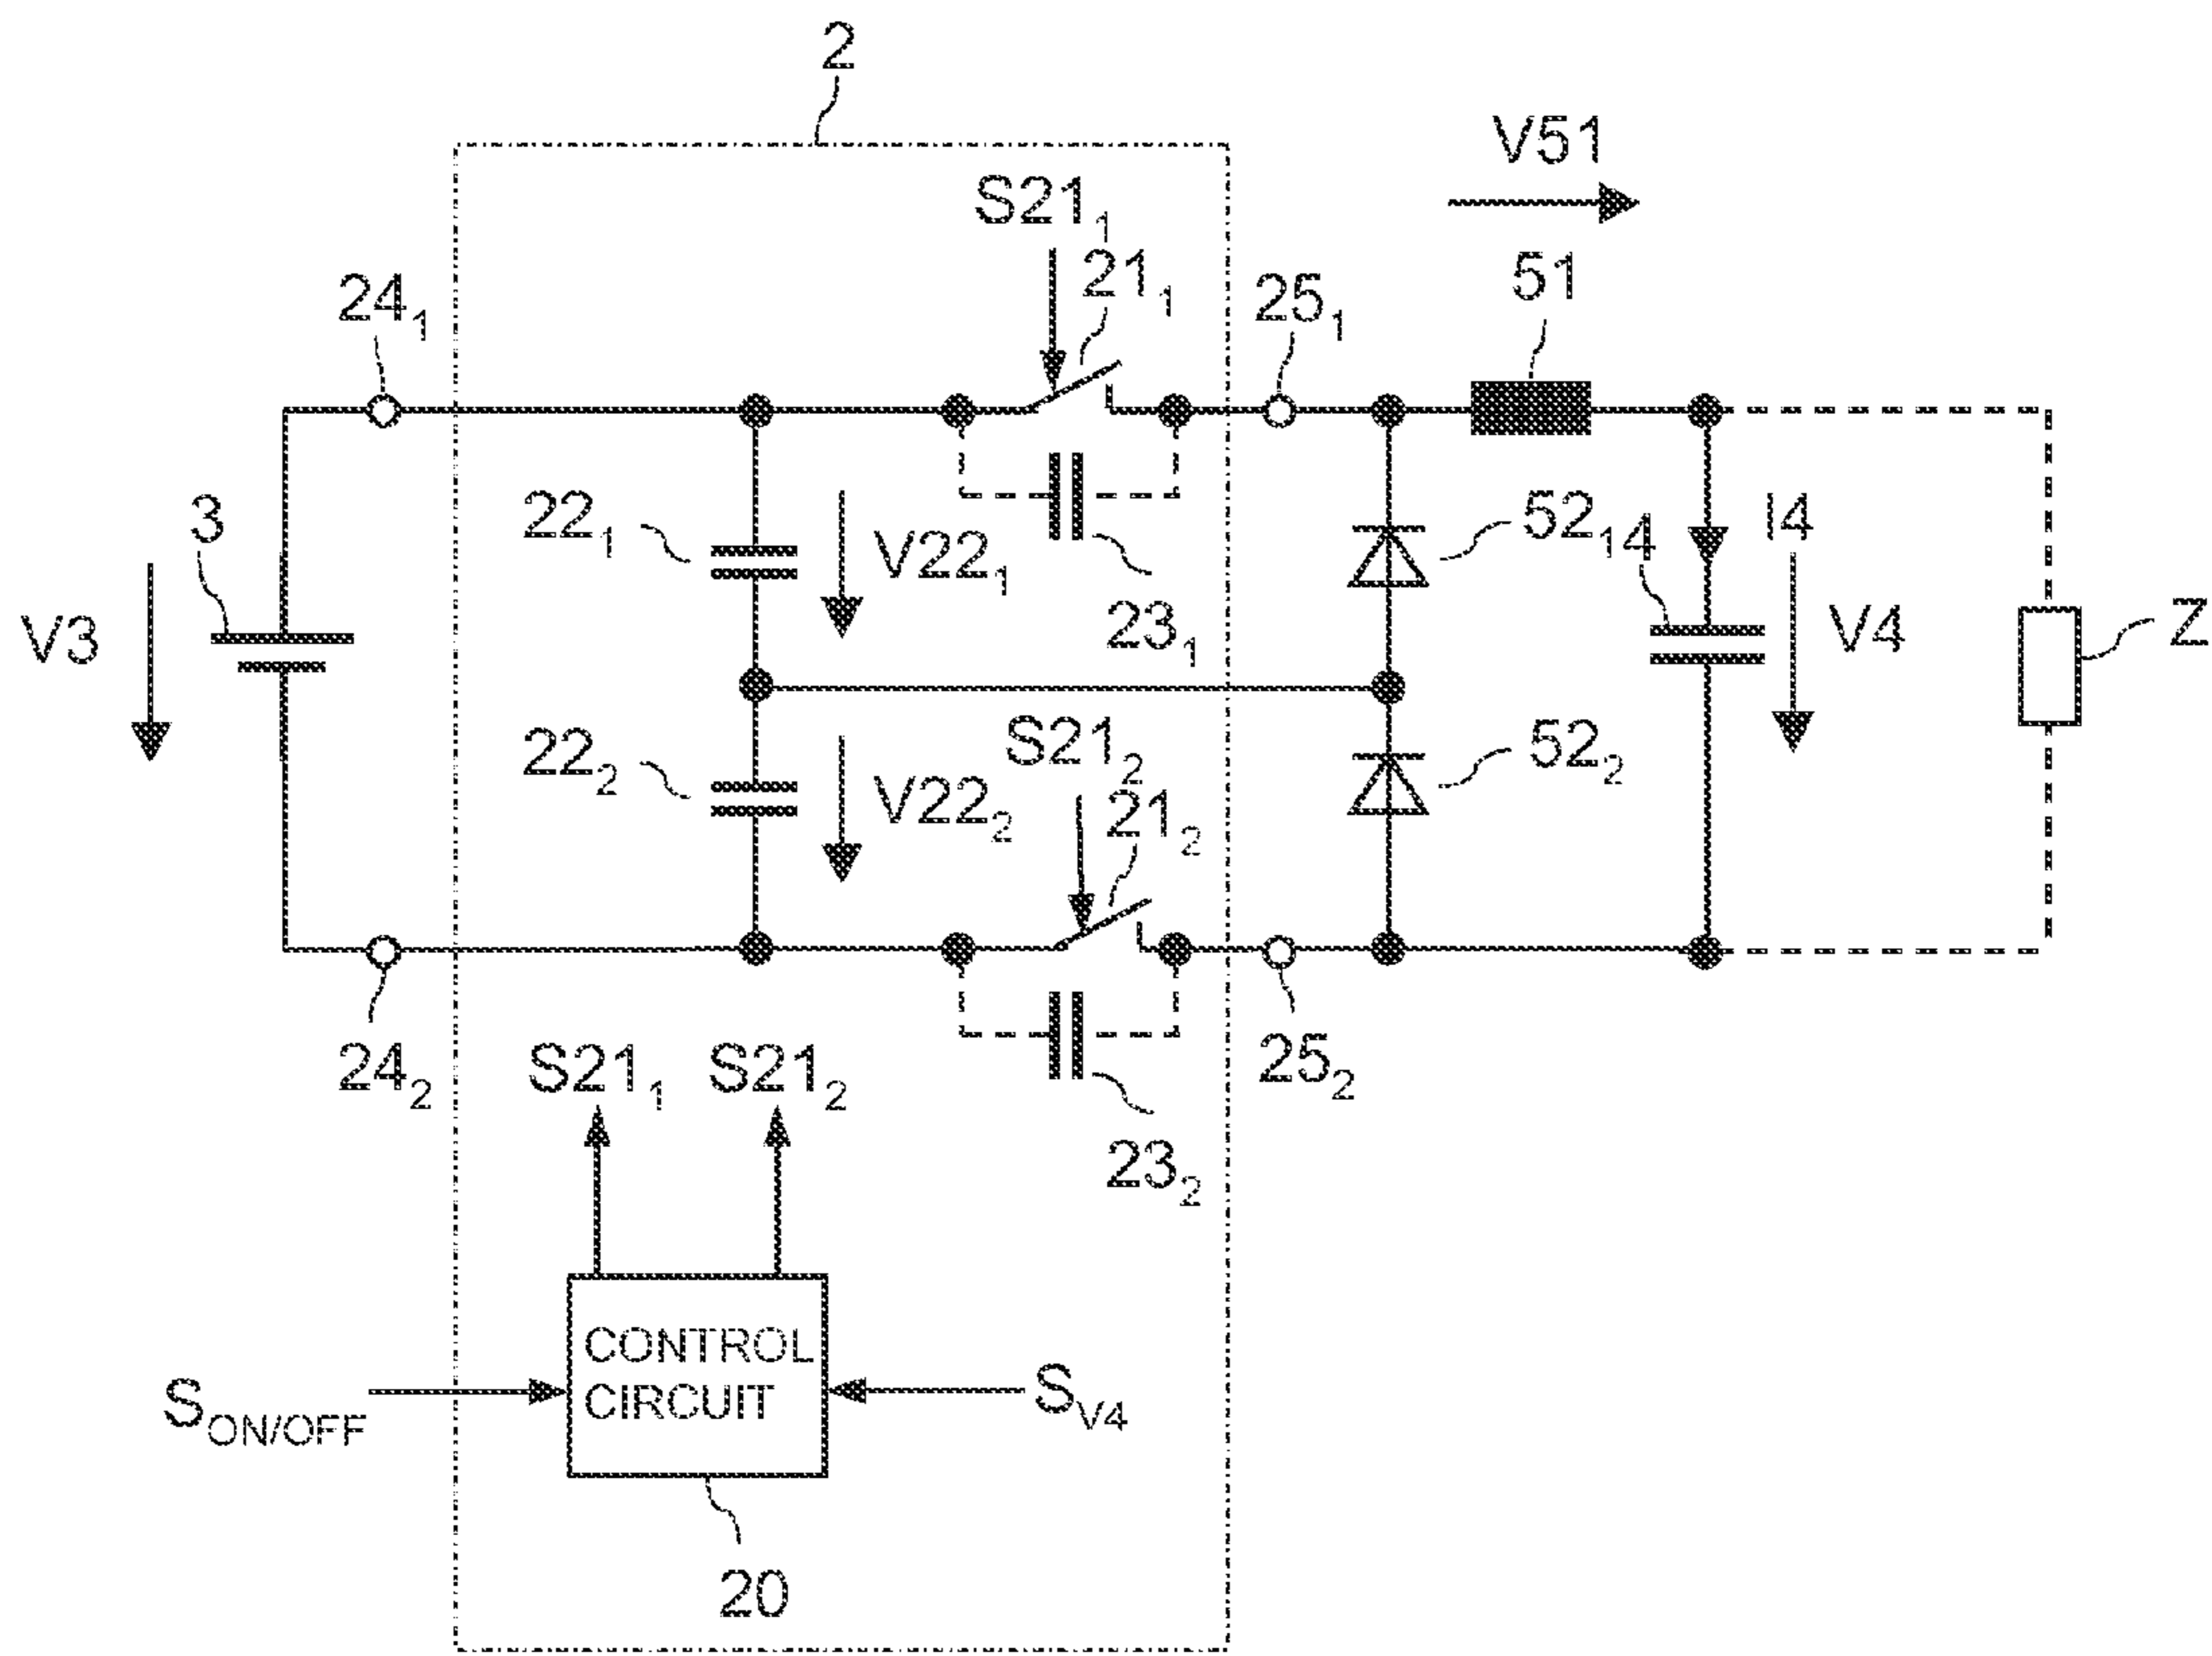 2
V51
S21₁
21₁
24₁
25₁
51
3
22₁
V22₁
23₁
52₁
14
I4
V3
V4
Z
22₂
V22₂
S21₂
21₂
52₂
24₂
S21₁
S21₂
25₂
23₂
CONTROL
CIRCUIT
S_ON/OFF
S_V4
20